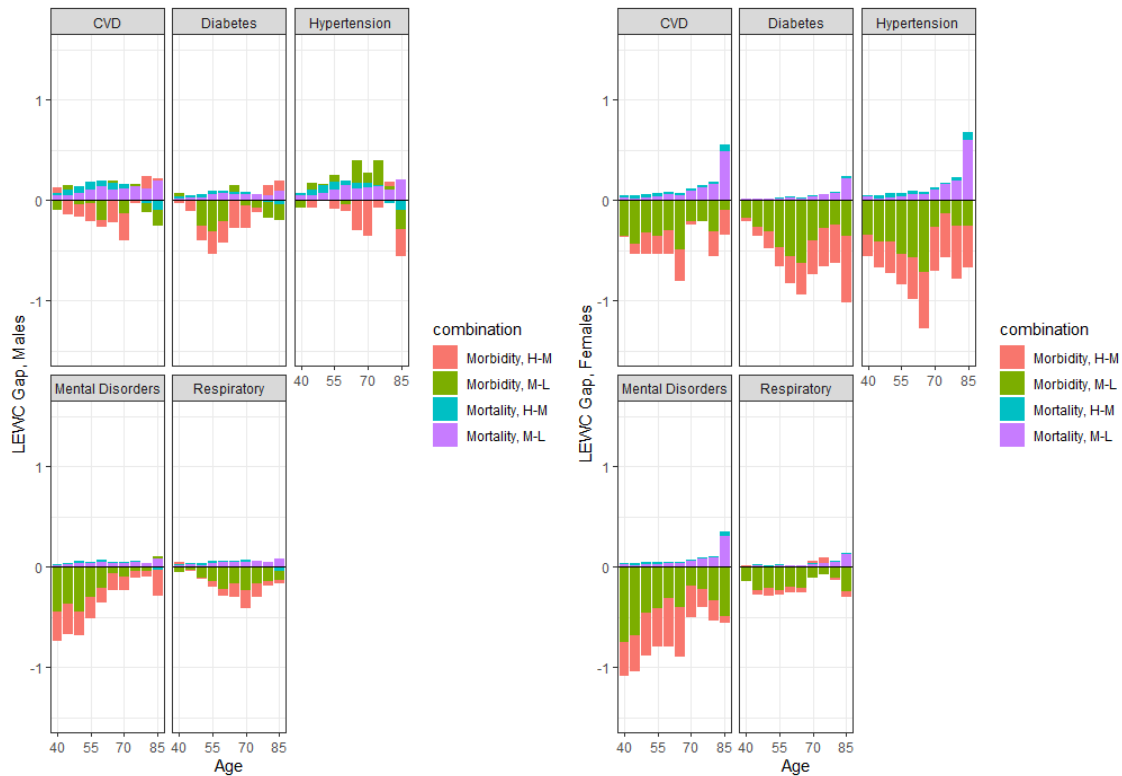 CVD Diabetes Hypertension
1
0
-1
40 55 70 85
Mental Disorders Respiratory
1
0
-1
40 55 70 85 40 55 70 85
Age
LEWC Gap, Males
combination
Morbidity, H-M
Morbidity, M-L
Mortality, H-M
Mortality, M-L
CVD Diabetes Hypertension
1
0
-1
40 55 70 85
Mental Disorders Respiratory
1
0
-1
40 55 70 85 40 55 70 85
Age
LEWC Gap, Females
combination
Morbidity, H-M
Morbidity, M-L
Mortality, H-M
Mortality, M-L